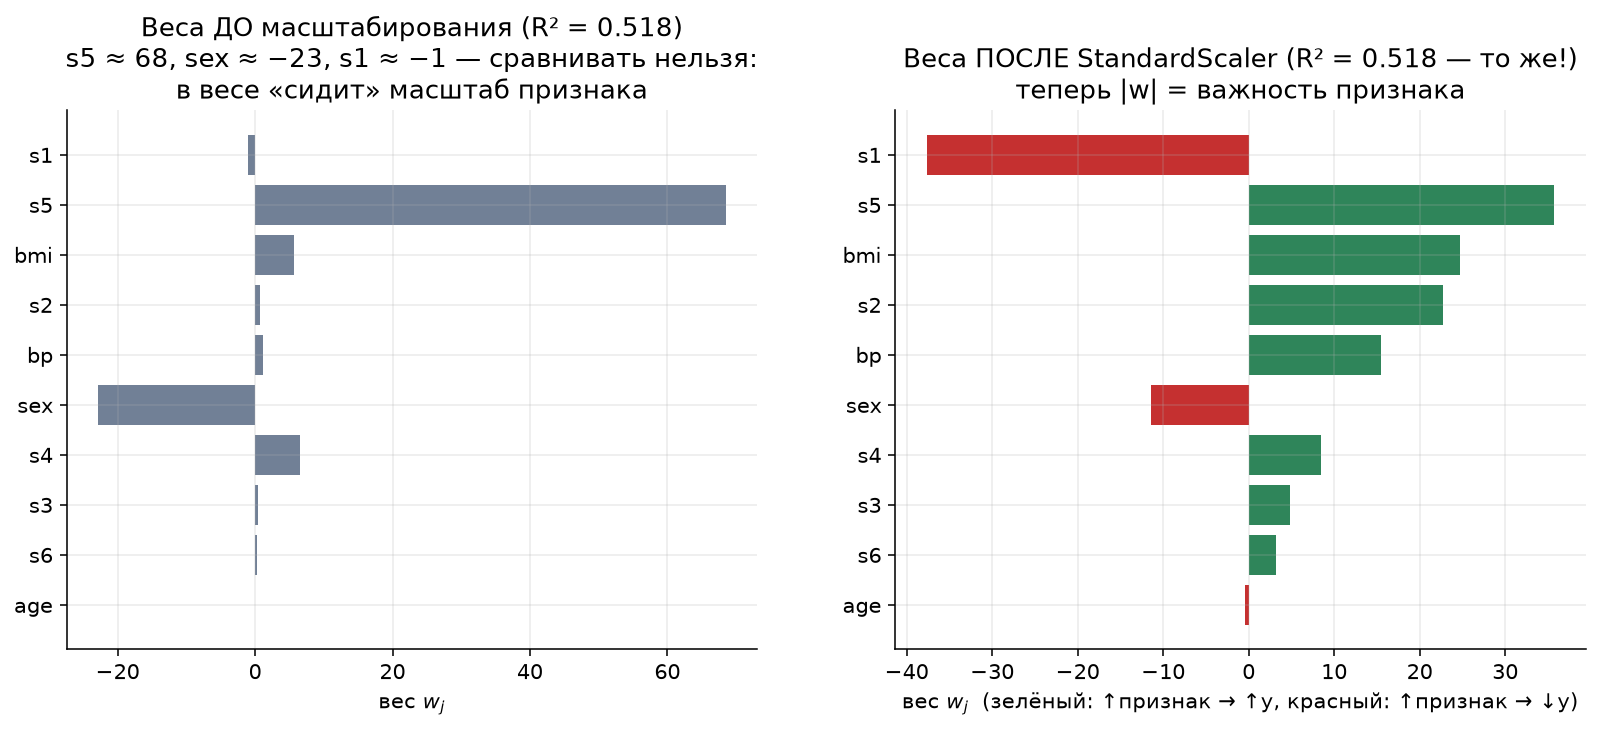 Веса ДО масштабирования (R² = 0.518)
s5 ≈ 68, sex ≈ −23, s1 ≈ −1 — сравнивать нельзя:
в весе «сидит» масштаб признака
s1
s5
bmi
s2
bp
sex
s4
s3
s6
age
−20
0
20
40
60
вес wⱼ
Веса ПОСЛЕ StandardScaler (R² = 0.518 — то же!)
теперь |w| = важность признака
s1
s5
bmi
s2
bp
sex
s4
s3
s6
age
−40
−30
−20
−10
0
10
20
30
вес wⱼ (зелёный: ↑признак → ↑y, красный: ↑признак → ↓y)